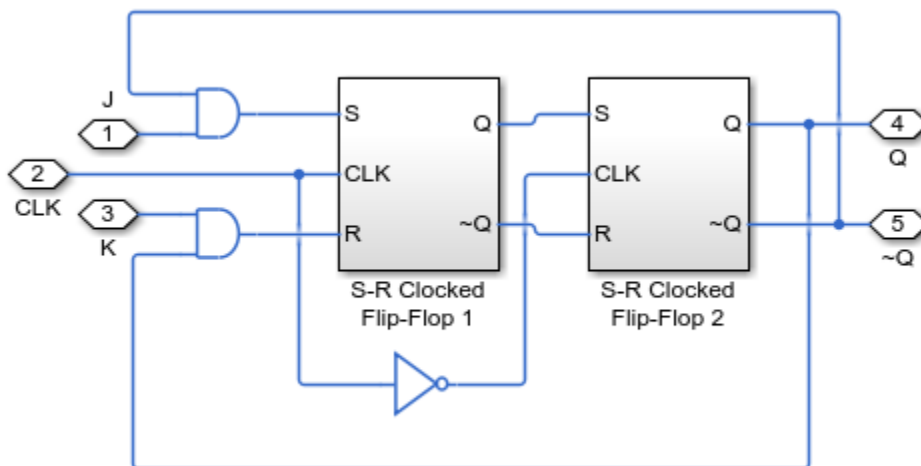 J
1
2
CLK
3
K
S
CLK
R
Q
~Q
S-R Clocked
Flip-Flop 1
S
CLK
R
Q
~Q
S-R Clocked
Flip-Flop 2
4
Q
5
~Q